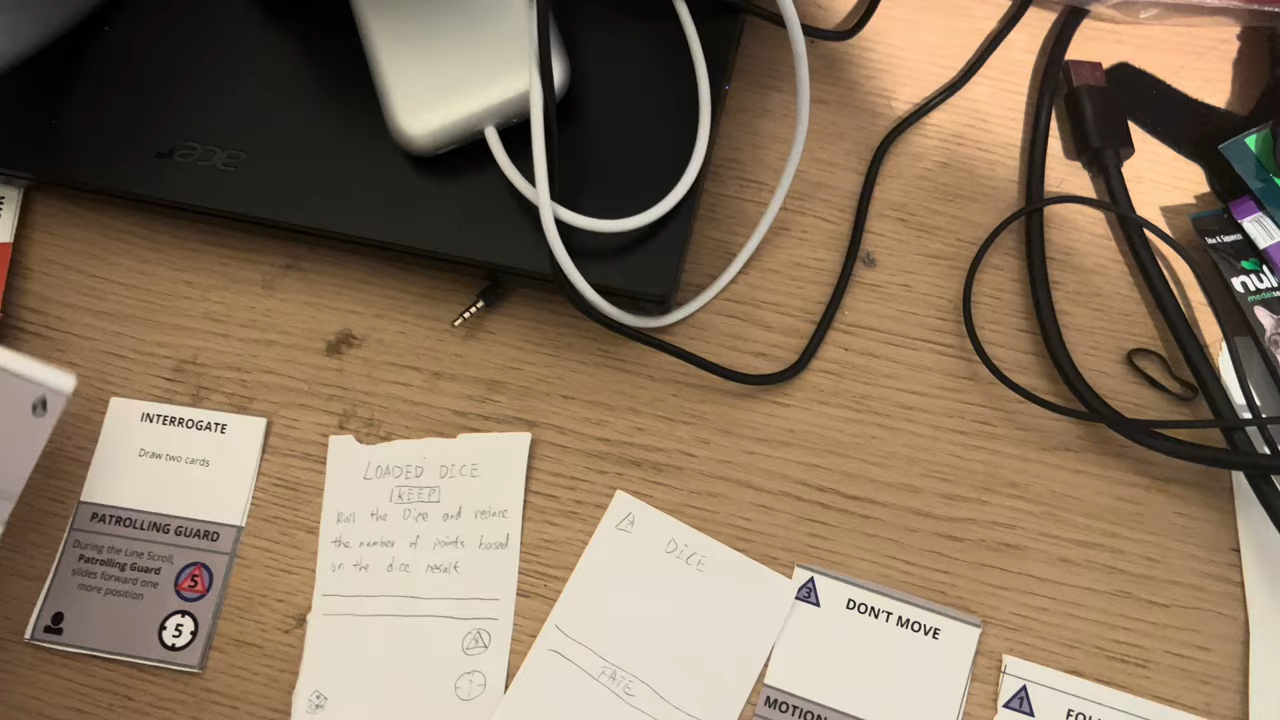 acer
INTERROGATE
Draw two cards
PATROLLING GUARD
During the Line Scroll,
Patrolling Guard
slides forward one
more position
5
5
LOADED DICE
KEEP
Roll the Dice and reduce
the number of points based
on the dice result
DICE
FATE
3
DON'T MOVE
MOTION
1
FOL
nul